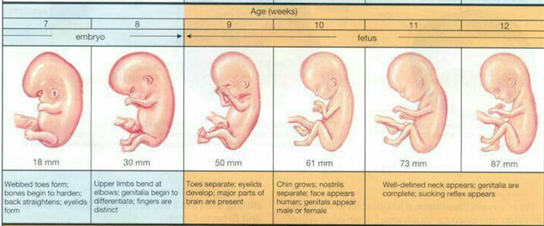 Age (weeks)
7 8 9 10 11 12
embryo fetus
18 mm 30 mm 50 mm 61 mm 73 mm 87 mm
Webbed toes form;
bones begin to harden;
back straightens; eyelids
form
Upper limbs bend at
elbows; genitalia begin to
differentiate; fingers are
distinct
Toes separate; eyelids
develop; major parts of
brain are present
Chin grows; nostrils
separate; face appears
human; genitals appear
male or female
Well-defined neck appears; genitalia are
complete; sucking reflex appears